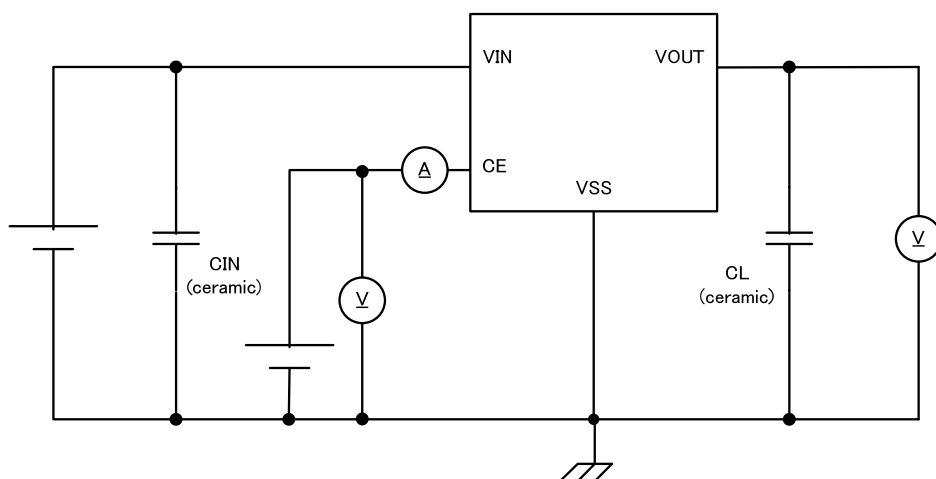 VIN
VOUT
A
CE
VSS
V
CIN
(ceramic)
CL
(ceramic)
V